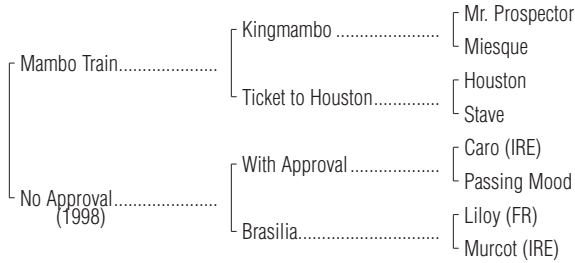 Mr. Prospector
Kingmambo ......................
Miesque
Mambo Train.....................
Houston
Ticket to Houston..............
Stave
Caro (IRE)
With Approval ...................
Passing Mood
No Approval......................
(1998)
Liloy (FR)
Brasilia..............................
Murcot (IRE)